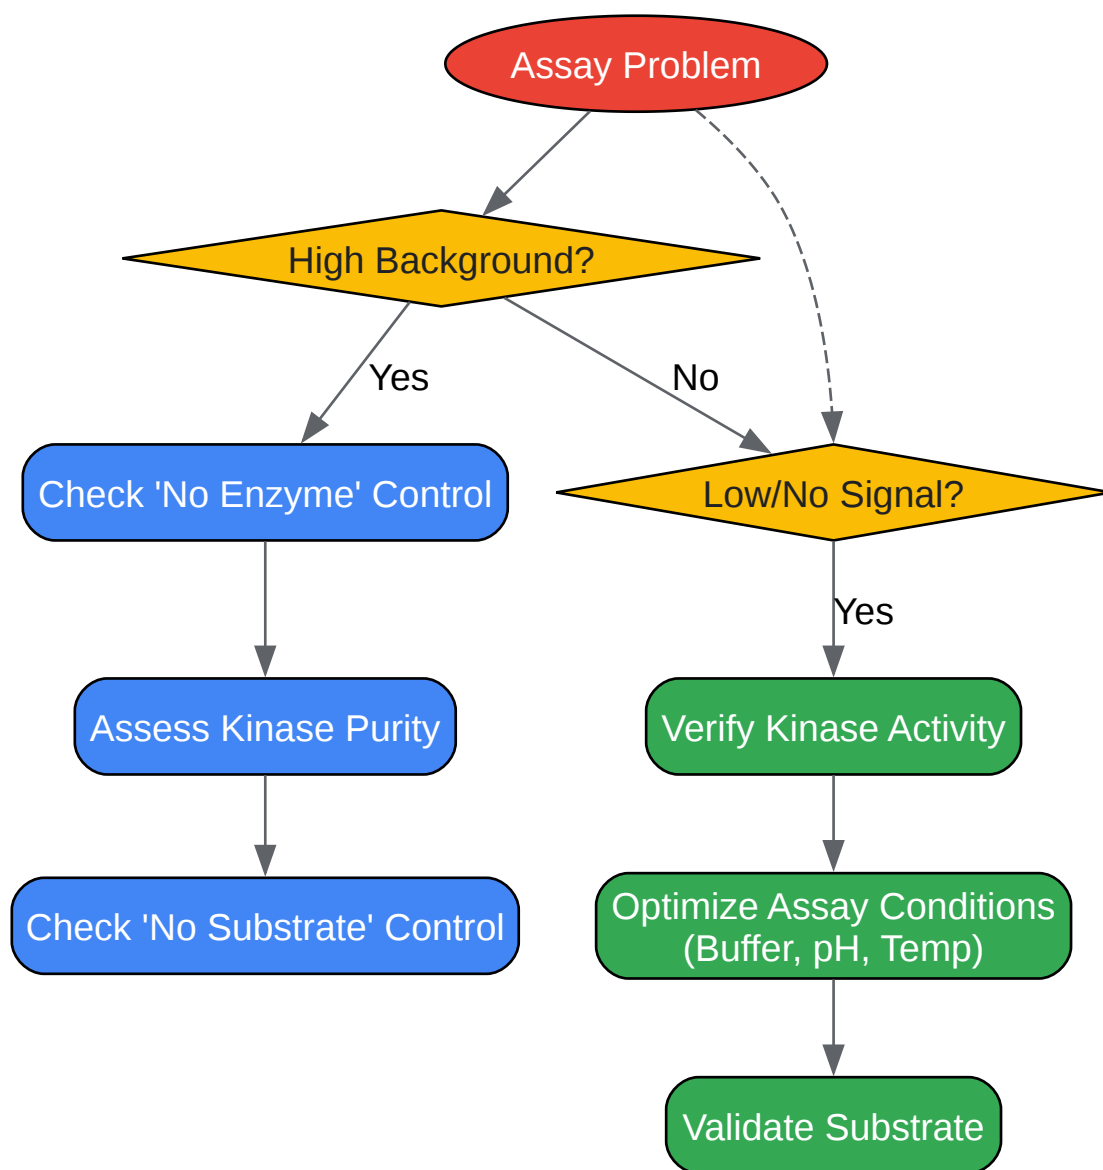 Assay Problem
High Background?
Yes
No
Check 'No Enzyme' Control
Low/No Signal?
Yes
Assess Kinase Purity
Verify Kinase Activity
Check 'No Substrate' Control
Optimize Assay Conditions
(Buffer, pH, Temp)
Validate Substrate